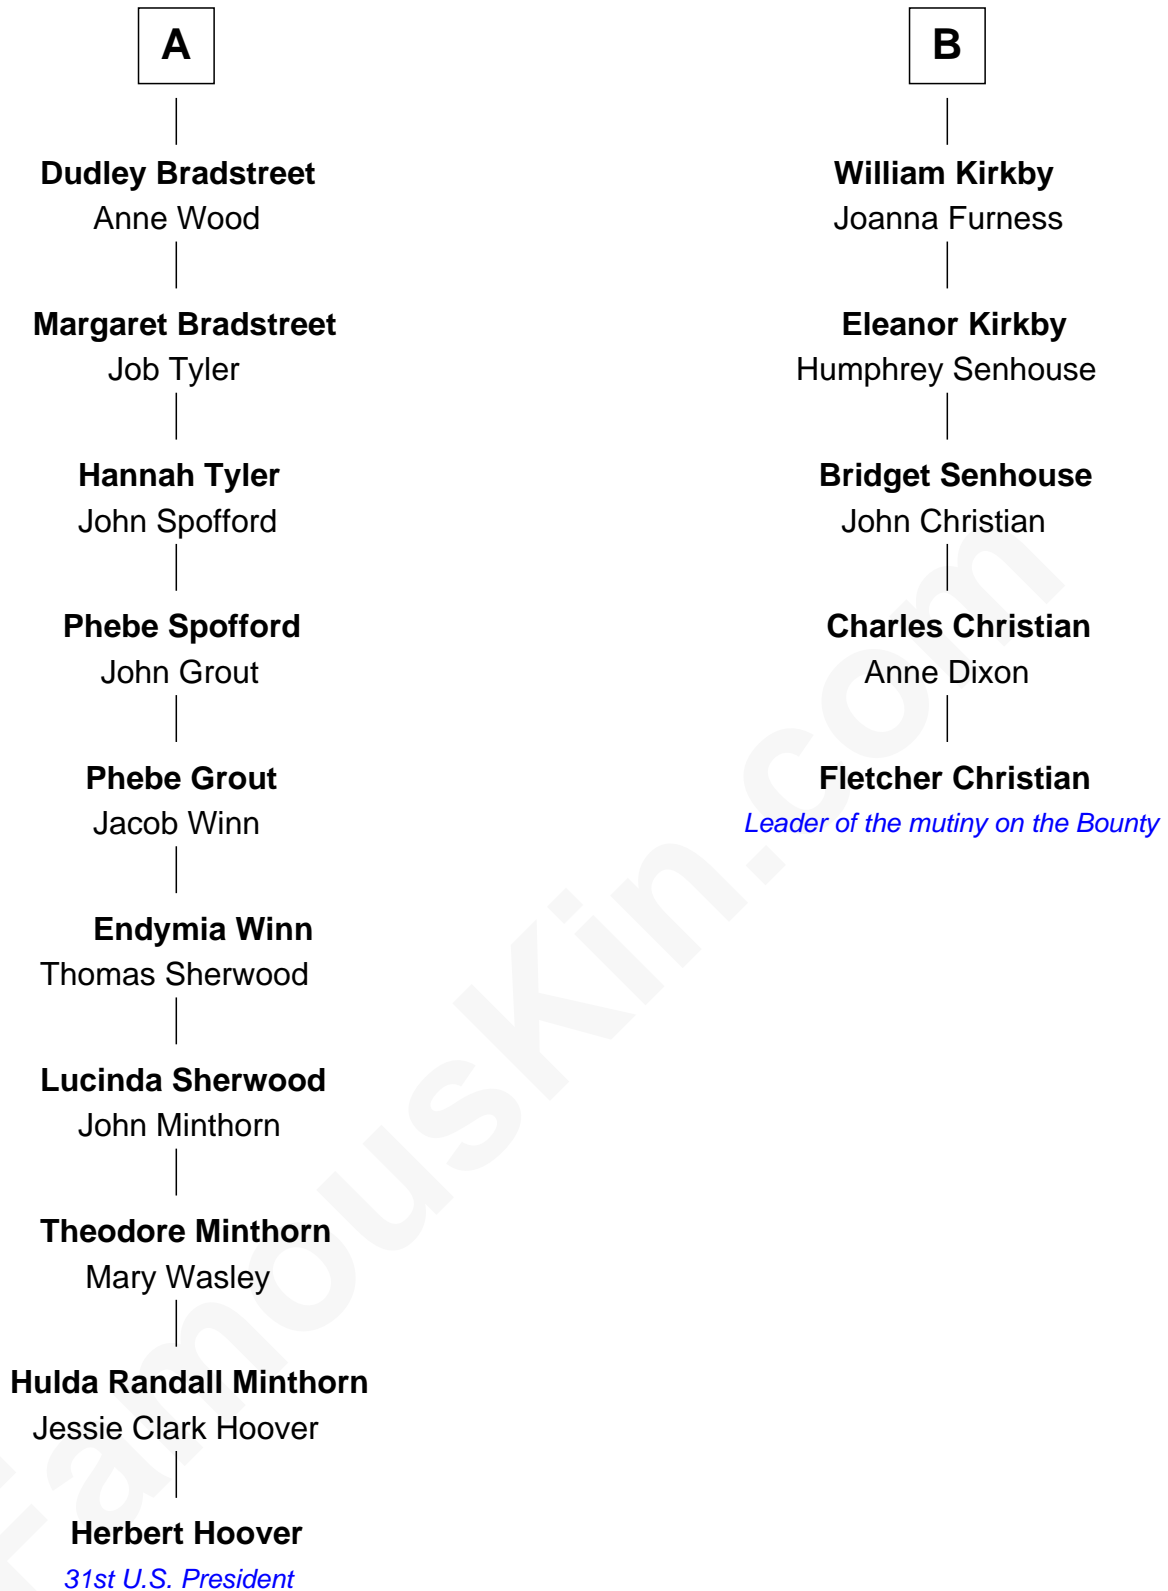 A
Dudley Bradstreet
Anne Wood
Margaret Bradstreet
Job Tyler
Hannah Tyler
John Spofford
Phebe Spofford
John Grout
Phebe Grout
Jacob Winn
Endymia Winn
Thomas Sherwood
Lucinda Sherwood
John Minthorn
Theodore Minthorn
Mary Wasley
Hulda Randall Minthorn
Jessie Clark Hoover
Herbert Hoover
31st U.S. President
B
William Kirkby
Joanna Furness
Eleanor Kirkby
Humphrey Senhouse
Bridget Senhouse
John Christian
Charles Christian
Anne Dixon
Fletcher Christian
Leader of the mutiny on the Bounty
FamousKin.com